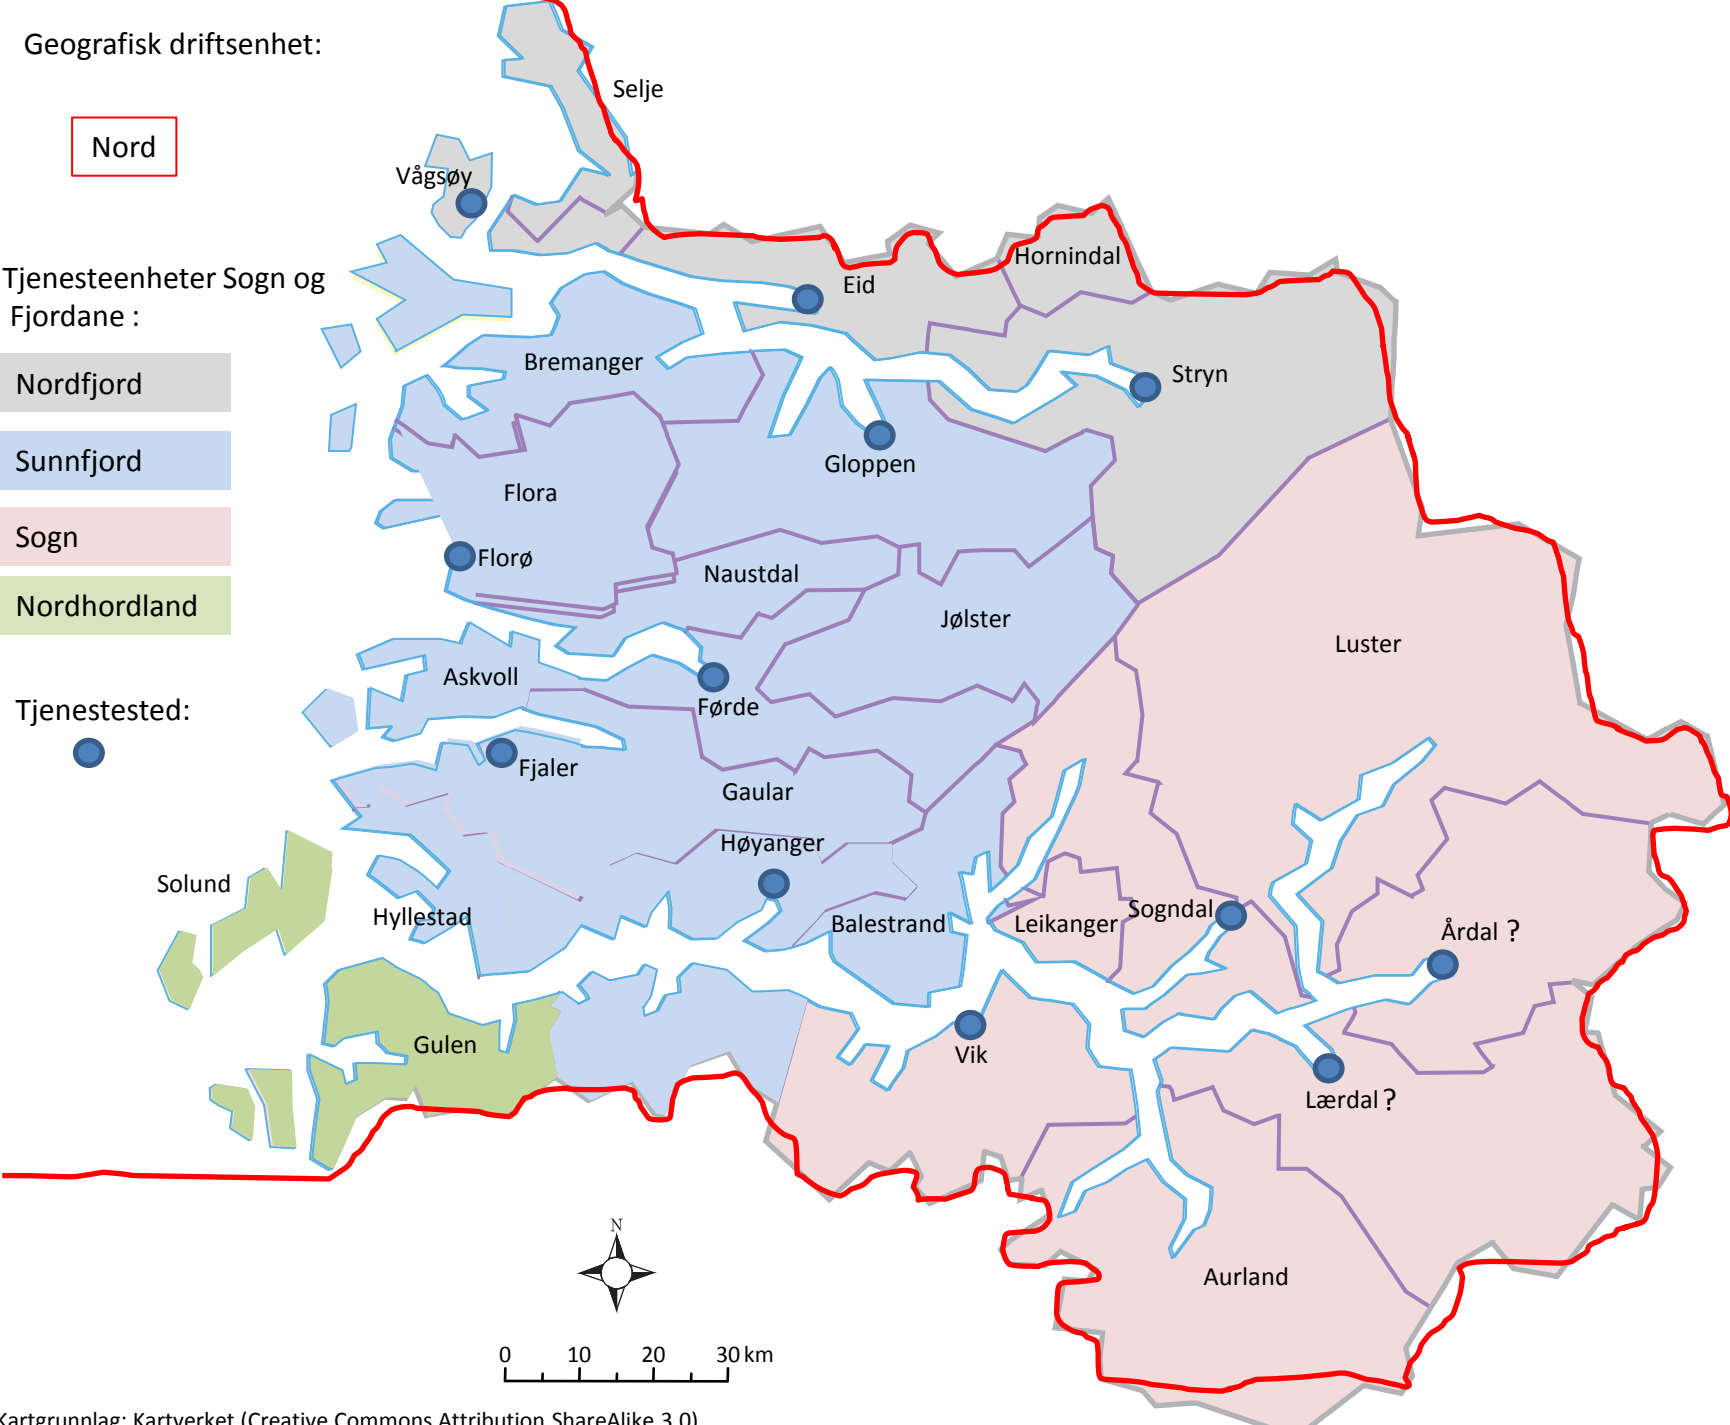 Geografisk driftsenhet:
Nord
Tjenesteenheter Sogn og
Fjordane :
Nordfjord
Sunnfjord
Sogn
Nordhordland
Tjenestested:
Selje
Vågsøy
Eid
Hornindal
Bremanger
Stryn
Gloppen
Flora
Florø
Naustdal
Jølster
Luster
Askvoll
Førde
Fjaler
Gaular
Høyanger
Solund
Hyllestad
Balestrand
Leikanger
Sogndal
Årdal ?
Gulen
Vik
Lærdal ?
Aurland
N
0 10 20 30 km
Kartgrunnlag: Kartverket (Creative Commons Attribution ShareAlike 3.0)